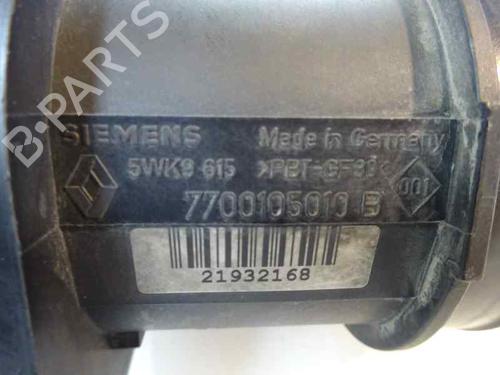 B-PARTS
SIEMENS Made in Germany
5WK9 615 >PBT-GF30< 001
7700105010 B
21932168